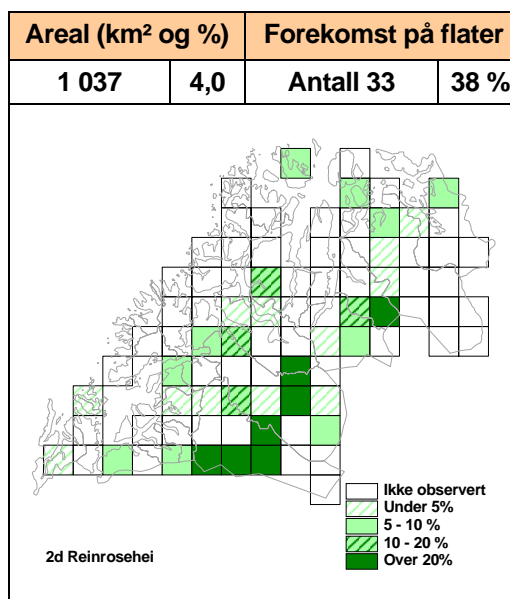 Areal (km² og %) Forekomst på flater
1 037 4,0 Antall 33 38 %
Ikke observert
Under 5%
5 - 10 %
10 - 20 %
Over 20%
2d Reinrosehei